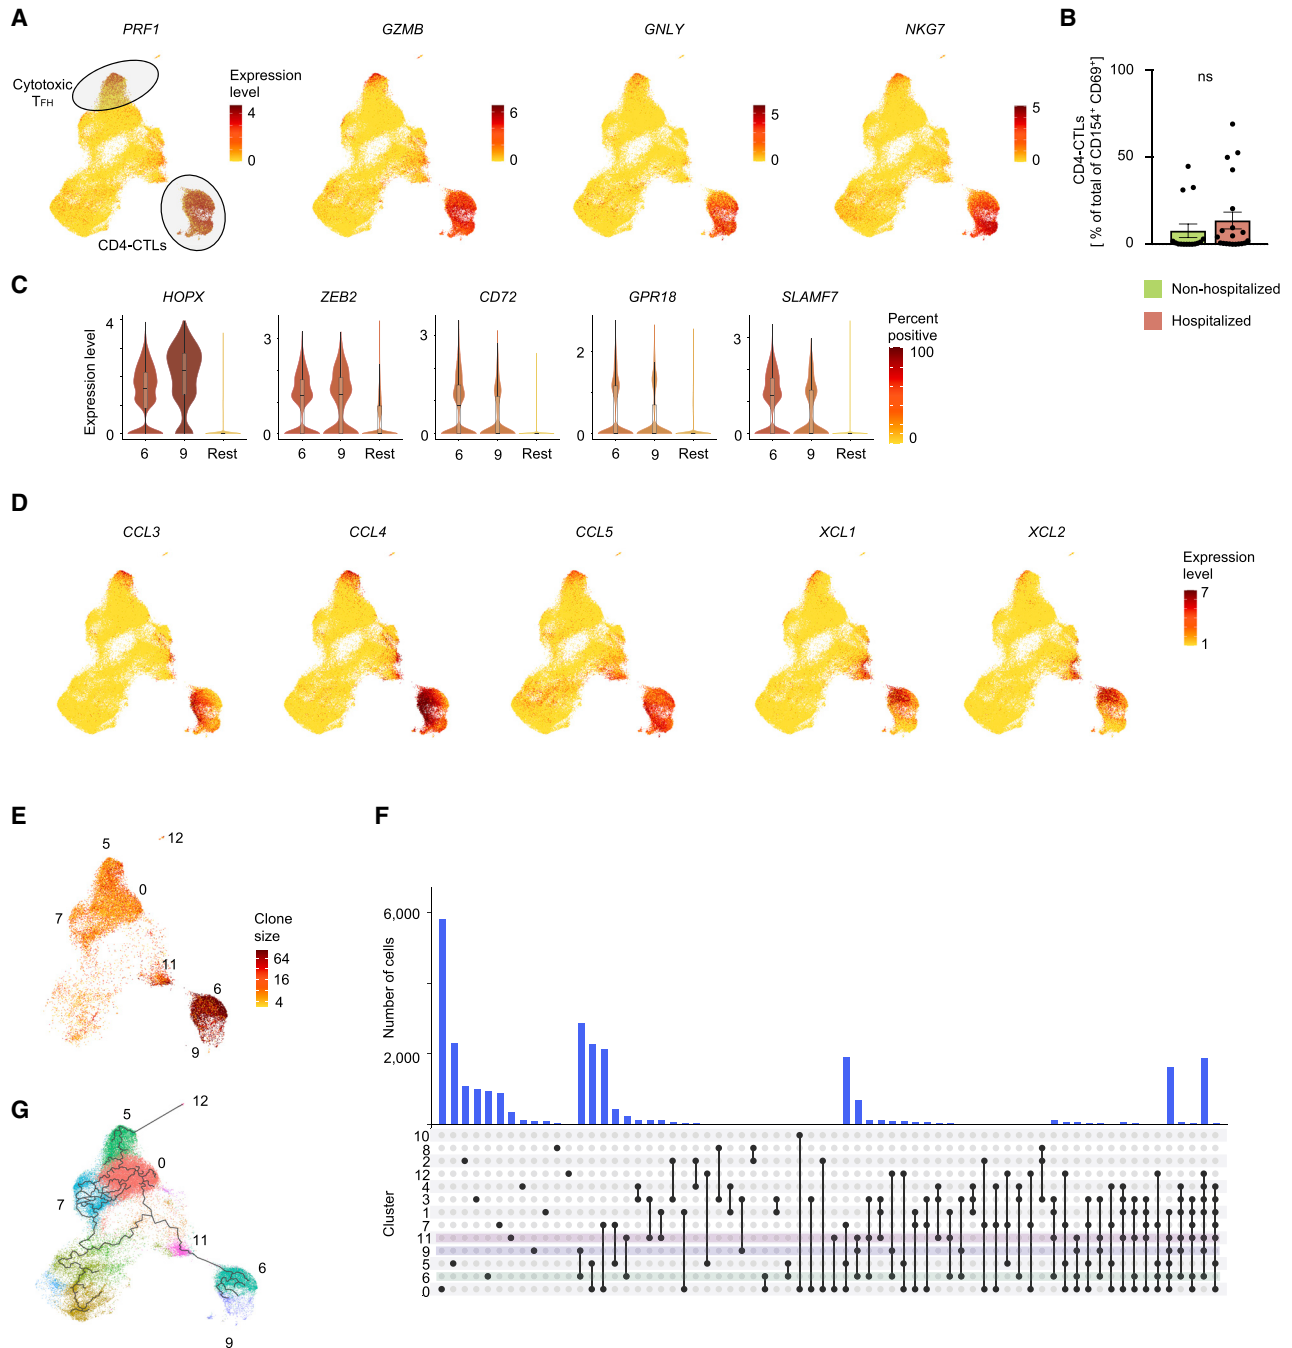 A
PRF1
GZMB
GNLY
NKG7
Cytotoxic
TFH
CD4-CTLs
Expression
level
4
0
6
0
5
0
5
0
B
CD4-CTLs
[ % of total of CD154+ CD69+]
100
50
0
ns
Non-hospitalized
Hospitalized
C
HOPX
ZEB2
CD72
GPR18
SLAMF7
Expression level
4
0
3
0
3
0
2
0
3
0
6 9 Rest
6 9 Rest
6 9 Rest
6 9 Rest
6 9 Rest
Percent
positive
100
0
D
CCL3
CCL4
CCL5
XCL1
XCL2
Expression
level
7
1
E
5
12
0
7
11
6
9
Clone
size
64
16
4
F
Number of cells
6,000
2,000
Cluster
10
8
2
12
4
3
1
7
11
9
5
6
0
G
5
12
0
7
11
6
9